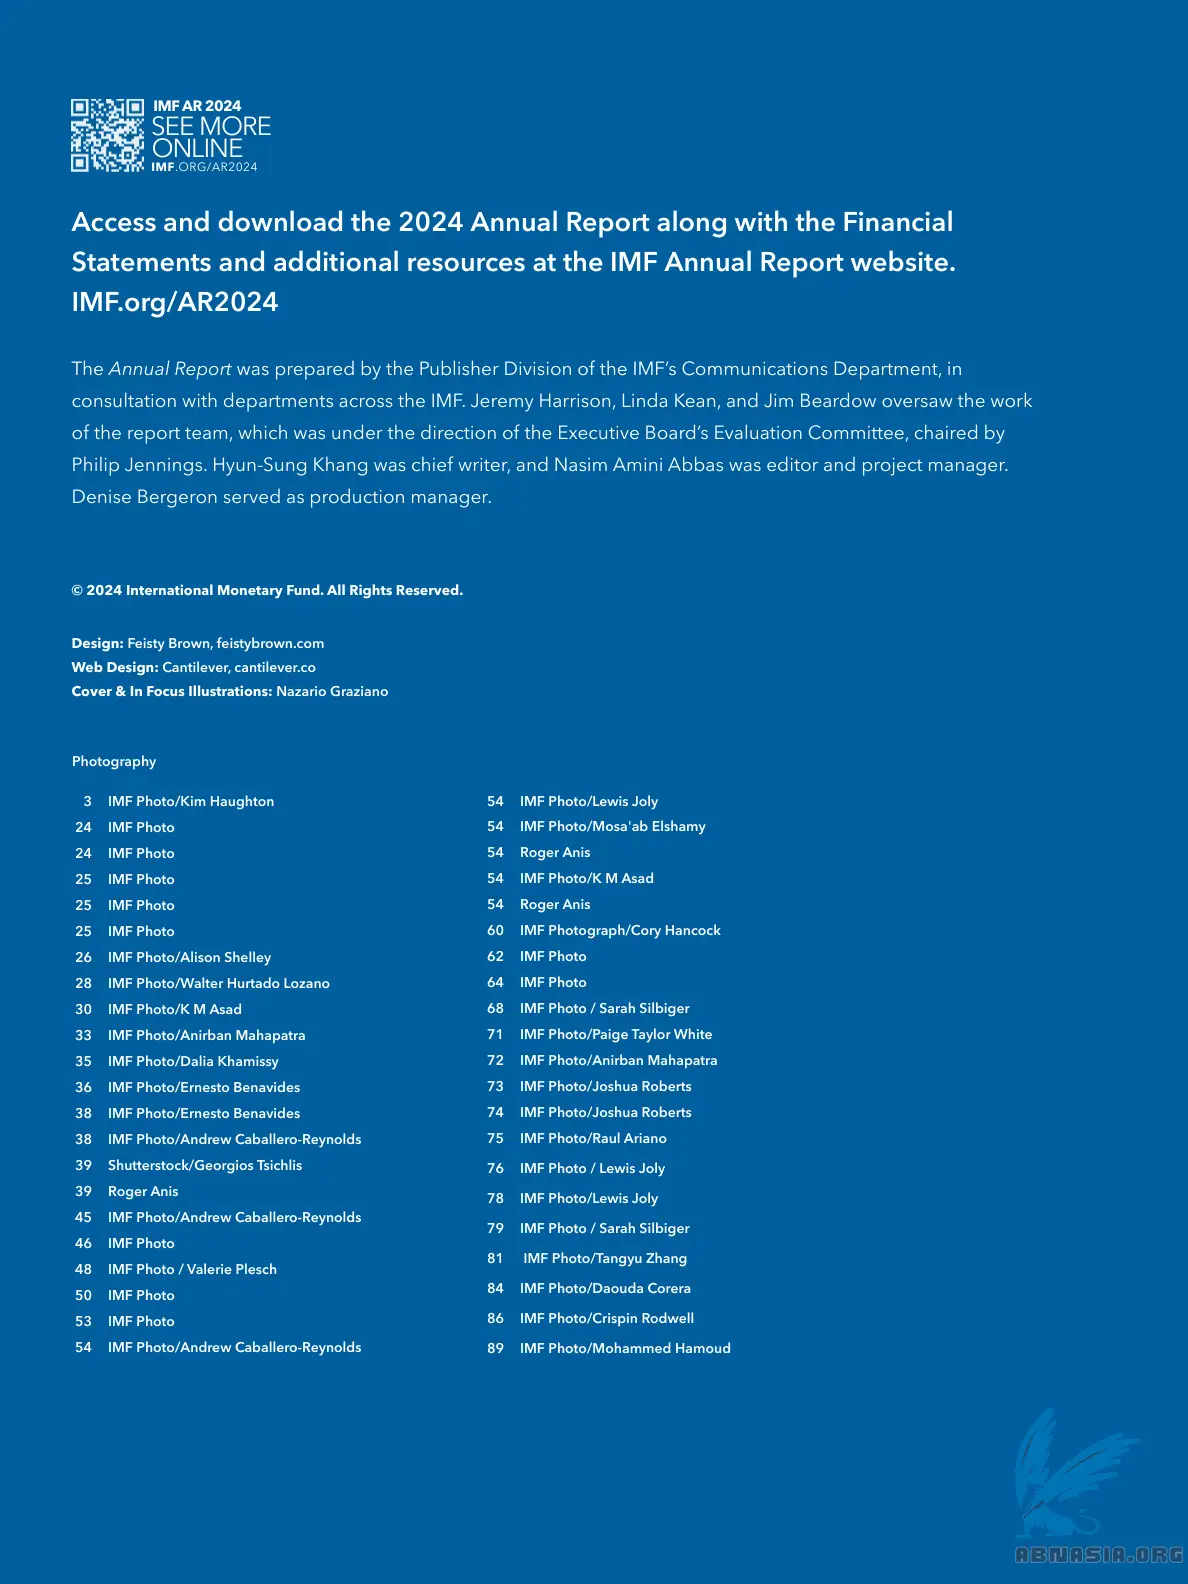 IMF AR 2024
SEE MORE
ONLINE
IMF.ORG/AR2024
Access and download the 2024 Annual Report along with the Financial
Statements and additional resources at the IMF Annual Report website.
IMF.org/AR2024
The Annual Report was prepared by the Publisher Division of the IMF’s Communications Department, in
consultation with departments across the IMF. Jeremy Harrison, Linda Kean, and Jim Beardow oversaw the work
of the report team, which was under the direction of the Executive Board’s Evaluation Committee, chaired by
Philip Jennings. Hyun-Sung Khang was chief writer, and Nasim Amini Abbas was editor and project manager.
Denise Bergeron served as production manager.
© 2024 International Monetary Fund. All Rights Reserved.
Design: Feisty Brown, feistybrown.com
Web Design: Cantilever, cantilever.co
Cover & In Focus Illustrations: Nazario Graziano
Photography
3 IMF Photo/Kim Haughton
24 IMF Photo
24 IMF Photo
25 IMF Photo
25 IMF Photo
25 IMF Photo
26 IMF Photo/Alison Shelley
28 IMF Photo/Walter Hurtado Lozano
30 IMF Photo/K M Asad
33 IMF Photo/Anirban Mahapatra
35 IMF Photo/Dalia Khamissy
36 IMF Photo/Ernesto Benavides
38 IMF Photo/Ernesto Benavides
38 IMF Photo/Andrew Caballero-Reynolds
39 Shutterstock/Georgios Tsichlis
39 Roger Anis
45 IMF Photo/Andrew Caballero-Reynolds
46 IMF Photo
48 IMF Photo / Valerie Plesch
50 IMF Photo
53 IMF Photo
54 IMF Photo/Andrew Caballero-Reynolds
54 IMF Photo/Lewis Joly
54 IMF Photo/Mosa'ab Elshamy
54 Roger Anis
54 IMF Photo/K M Asad
54 Roger Anis
60 IMF Photograph/Cory Hancock
62 IMF Photo
64 IMF Photo
68 IMF Photo / Sarah Silbiger
71 IMF Photo/Paige Taylor White
72 IMF Photo/Anirban Mahapatra
73 IMF Photo/Joshua Roberts
74 IMF Photo/Joshua Roberts
75 IMF Photo/Raul Ariano
76 IMF Photo / Lewis Joly
78 IMF Photo/Lewis Joly
79 IMF Photo / Sarah Silbiger
81 IMF Photo/Tangyu Zhang
84 IMF Photo/Daouda Corera
86 IMF Photo/Crispin Rodwell
89 IMF Photo/Mohammed Hamoud
ABNASIA.ORG